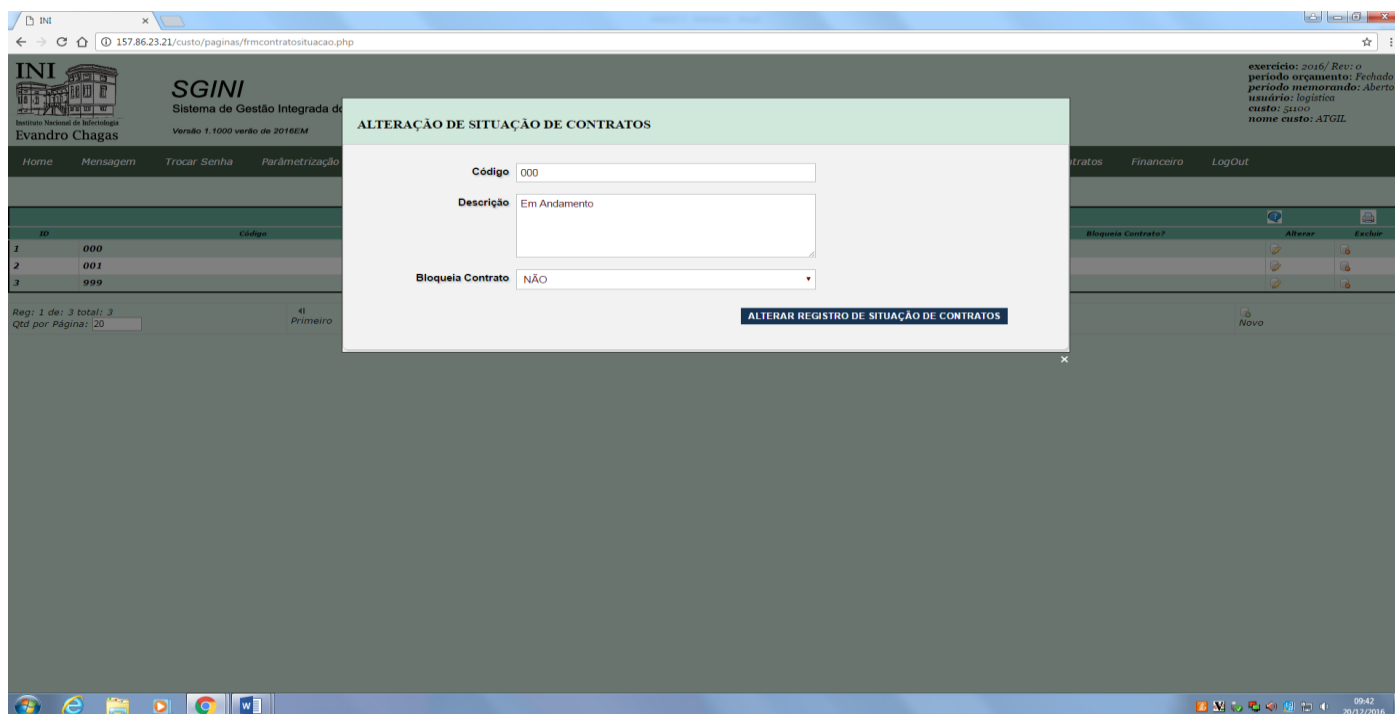 INI
157.86.23.21/custo/paginas/frmcontratosituacao.php
INI
Instituto Nacional de Infectologia
Evandro Chagas
SGINI
Sistema de Gestão Integrada do
Versão 1.1000 verão de 2016EM
exercício: 2016/ Rev: 0
período orçamento: Fechado
período memorando: Aberto
usuário: logistica
custo: 51100
nome custo: ATGIL.
Home Mensagem Trocar Senha Parâmetrização
tratos Financeiro LogOut
ALTERAÇÃO DE SITUAÇÃO DE CONTRATOS
Código 000
Descrição Em Andamento
Bloqueia Contrato NÃO
ALTERAR REGISTRO DE SITUAÇÃO DE CONTRATOS
ID Código Bloqueia Contrato? Alterar Excluir
1 000
2 001
3 999
Reg: 1 de: 3 total: 3
Qtd por Página: 20
Primeiro
Novo
09:42
20/12/2016